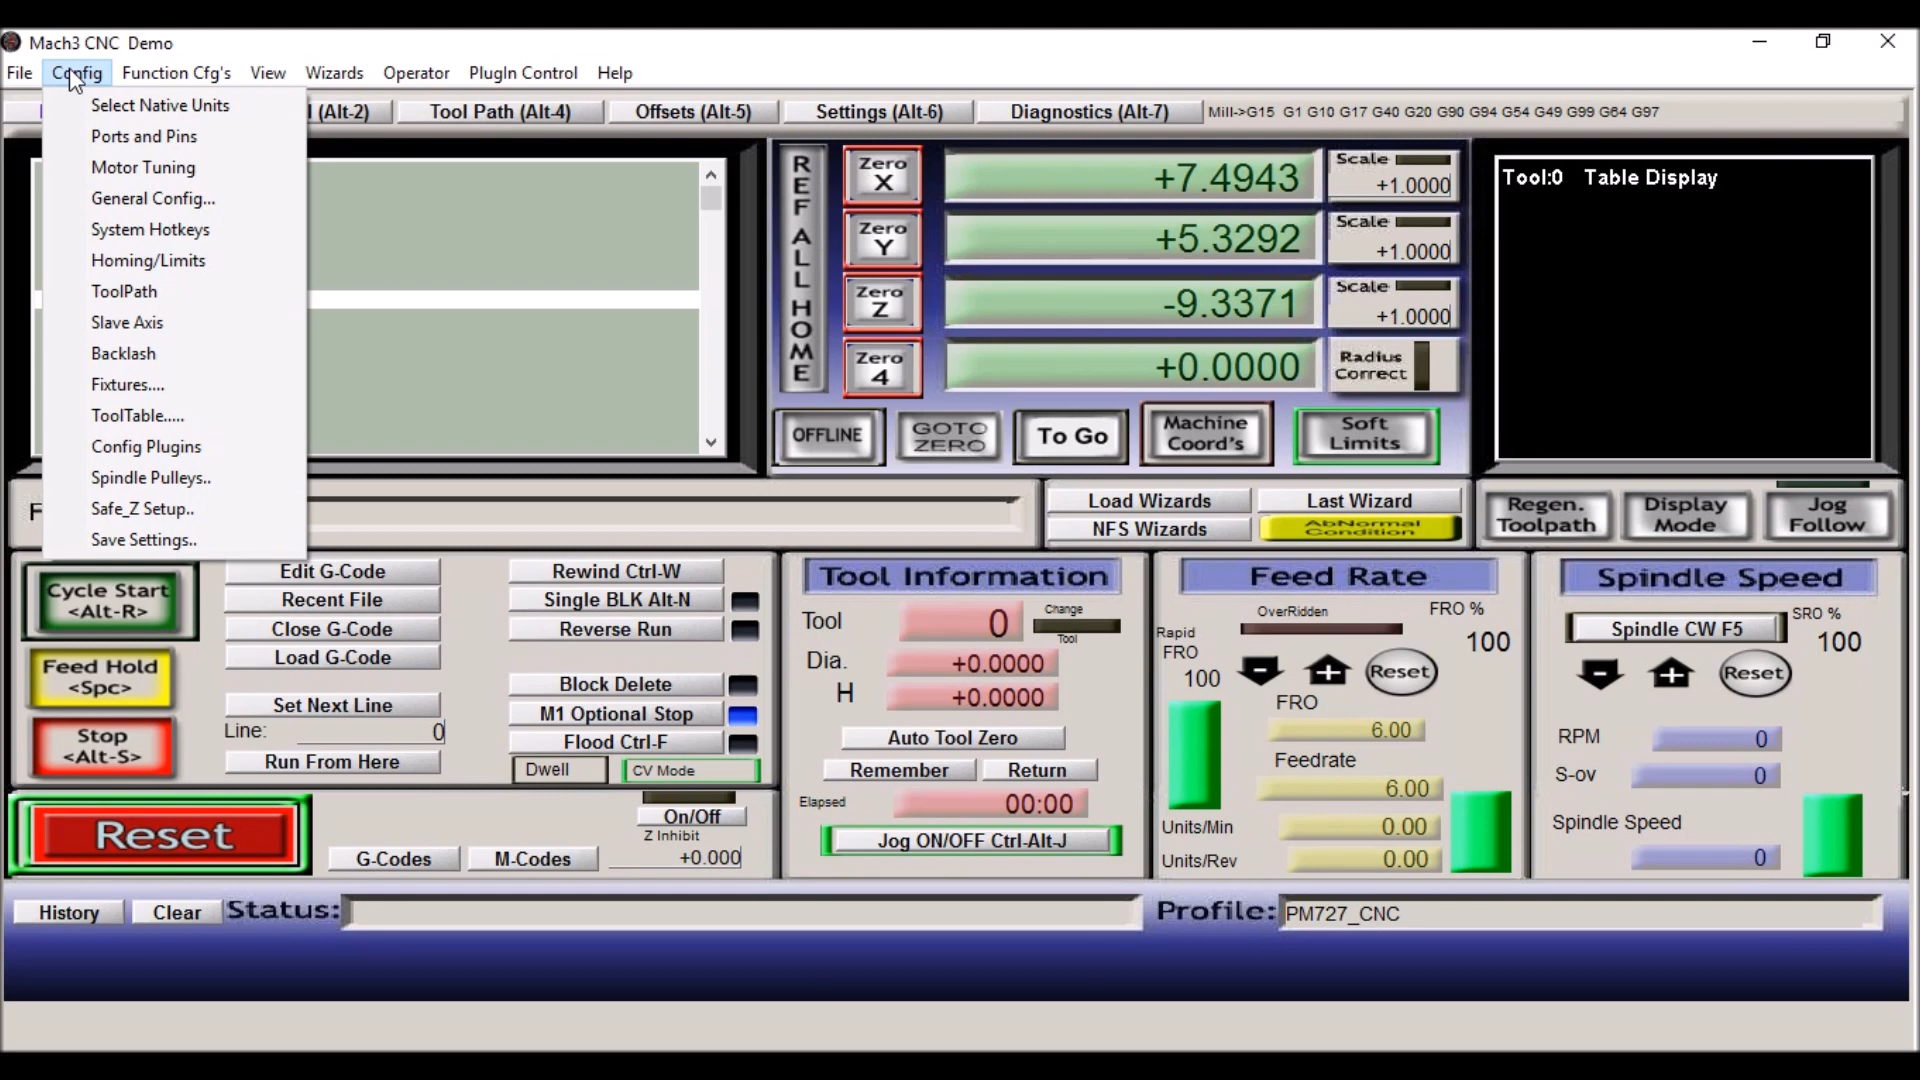 Mach3 CNC  Demo
File Config Function Cfg's View Wizards Operator PlugIn Control Help
Select Native Units
Ports and Pins
Motor Tuning
General Config...
System Hotkeys
Homing/Limits
ToolPath
Slave Axis
Backlash
Fixtures....
ToolTable.....
Config Plugins
Spindle Pulleys..
Safe_Z Setup..
Save Settings..
(Alt-2) Tool Path (Alt-4) Offsets (Alt-5) Settings (Alt-6) Diagnostics (Alt-7) Mill->G15 G1 G10 G17 G40 G20 G90 G94 G54 G49 G99 G64 G97
REF ALL HOME
Zero X +7.4943 Scale +1.0000
Zero Y +5.3292 Scale +1.0000
Zero Z -9.3371 Scale +1.0000
Zero 4 +0.0000 Radius Correct
OFFLINE GOTO ZERO To Go Machine Coord's Soft Limits
Tool:0 Table Display
Load Wizards Last Wizard
NFS Wizards AbNormal Condition
Regen. Toolpath Display Mode Jog Follow
Cycle Start <Alt-R>
Feed Hold <Spc>
Stop <Alt-S>
Reset
Edit G-Code
Recent File
Close G-Code
Load G-Code
Set Next Line
Line: 0
Run From Here
Rewind Ctrl-W
Single BLK Alt-N
Reverse Run
Block Delete
M1 Optional Stop
Flood Ctrl-F
Dwell CV Mode
On/Off
Z Inhibit
+0.000
G-Codes M-Codes
Tool Information
Tool 0 Change Tool
Dia. +0.0000
H +0.0000
Auto Tool Zero
Remember Return
Elapsed 00:00
Jog ON/OFF Ctrl-Alt-J
Feed Rate
OverRidden FRO %
100
Rapid FRO
100
Reset
FRO
6.00
Feedrate
6.00
Units/Min 0.00
Units/Rev 0.00
Spindle Speed
Spindle CW F5 SRO %
100
Reset
RPM 0
S-ov 0
Spindle Speed
0
History Clear Status: Profile: PM727_CNC